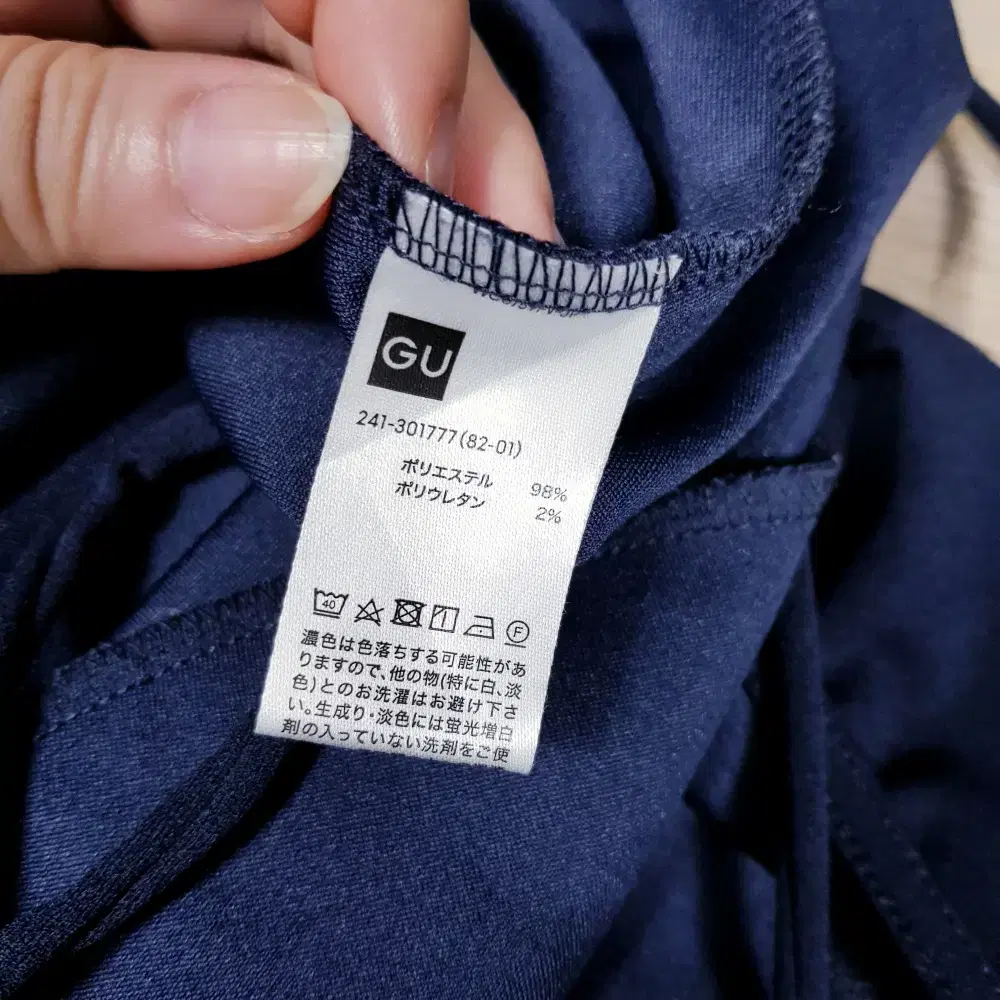 GU
241-301777(82-01)
ポリエステル 98%
ポリウレタン 2%
40
F
濃色は色落ちする可能性があ
りますので、他の物(特に白、淡
色)とのお洗濯はお避け下さ
い。生成り・淡色には蛍光増白
剤の入っていない洗剤をご使